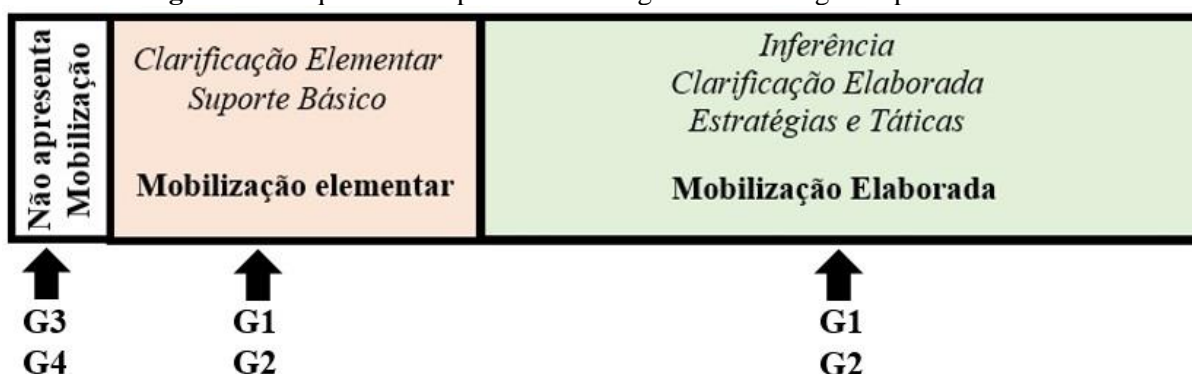 Não apresenta
Mobilização
Clarificação Elementar
Suporte Básico
Mobilização elementar
Inferência
Clarificação Elaborada
Estratégias e Táticas
Mobilização Elaborada
G3
G4
G1
G2
G1
G2